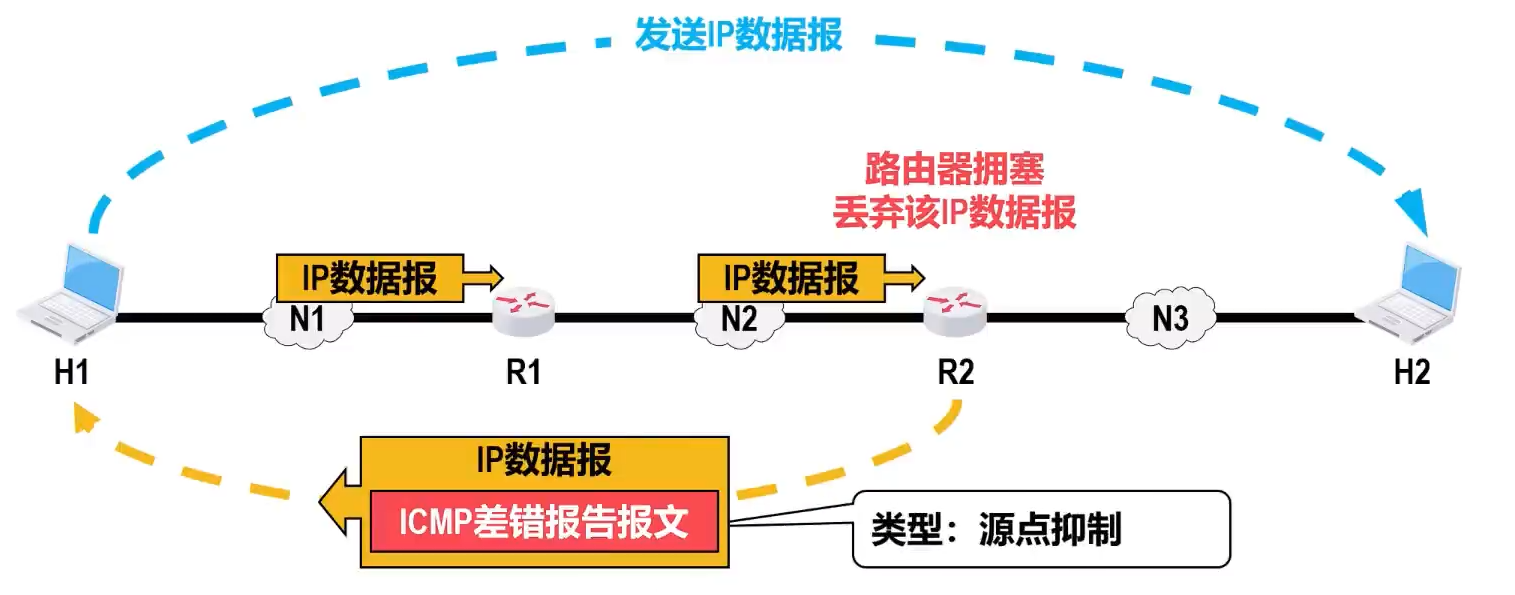 发送IP数据报
路由器拥塞
丢弃该IP数据报
IP数据报
IP数据报
N1
N2
N3
H1
R1
R2
H2
IP数据报
ICMP差错报告报文
类型：源点抑制